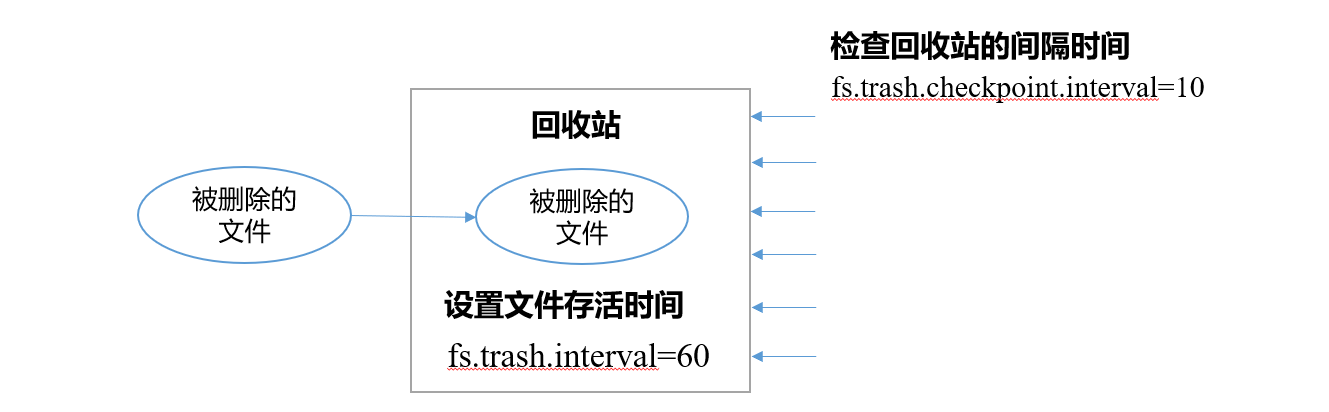 检查回收站的间隔时间
fs.trash.checkpoint.interval=10
回收站
被删除的
文件
被删除的
文件
设置文件存活时间
fs.trash.interval=60